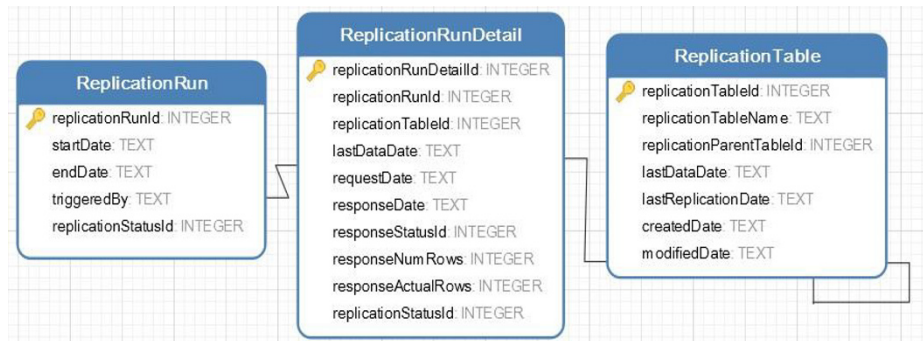 ReplicationRun
replicationRunId: INTEGER
startDate: TEXT
endDate: TEXT
triggeredBy: TEXT
replicationStatusId: INTEGER
ReplicationRunDetail
replicationRunDetailId: INTEGER
replicationRunId: INTEGER
replicationTableId: INTEGER
lastDataDate: TEXT
requestDate: TEXT
responseDate: TEXT
responseStatusId: INTEGER
responseNumRows: INTEGER
responseActualRows: INTEGER
replicationStatusId: INTEGER
ReplicationTable
replicationTableId: INTEGER
replicationTableName: TEXT
replicationParentTableId: INTEGER
lastDataDate: TEXT
lastReplicationDate: TEXT
createdDate: TEXT
modifiedDate: TEXT